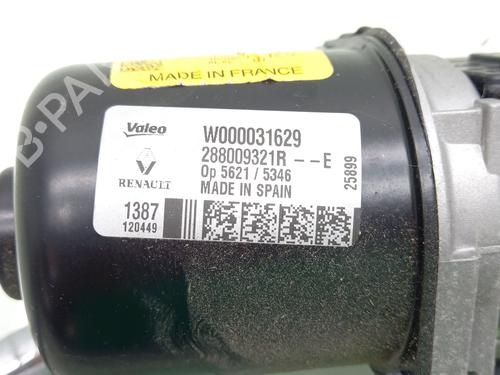 MADE IN FRANCE
Valeo
W000031629
288009321R --E
RENAULT
Op 5621 / 5346
MADE IN SPAIN
25899
1387
120449
B-PA